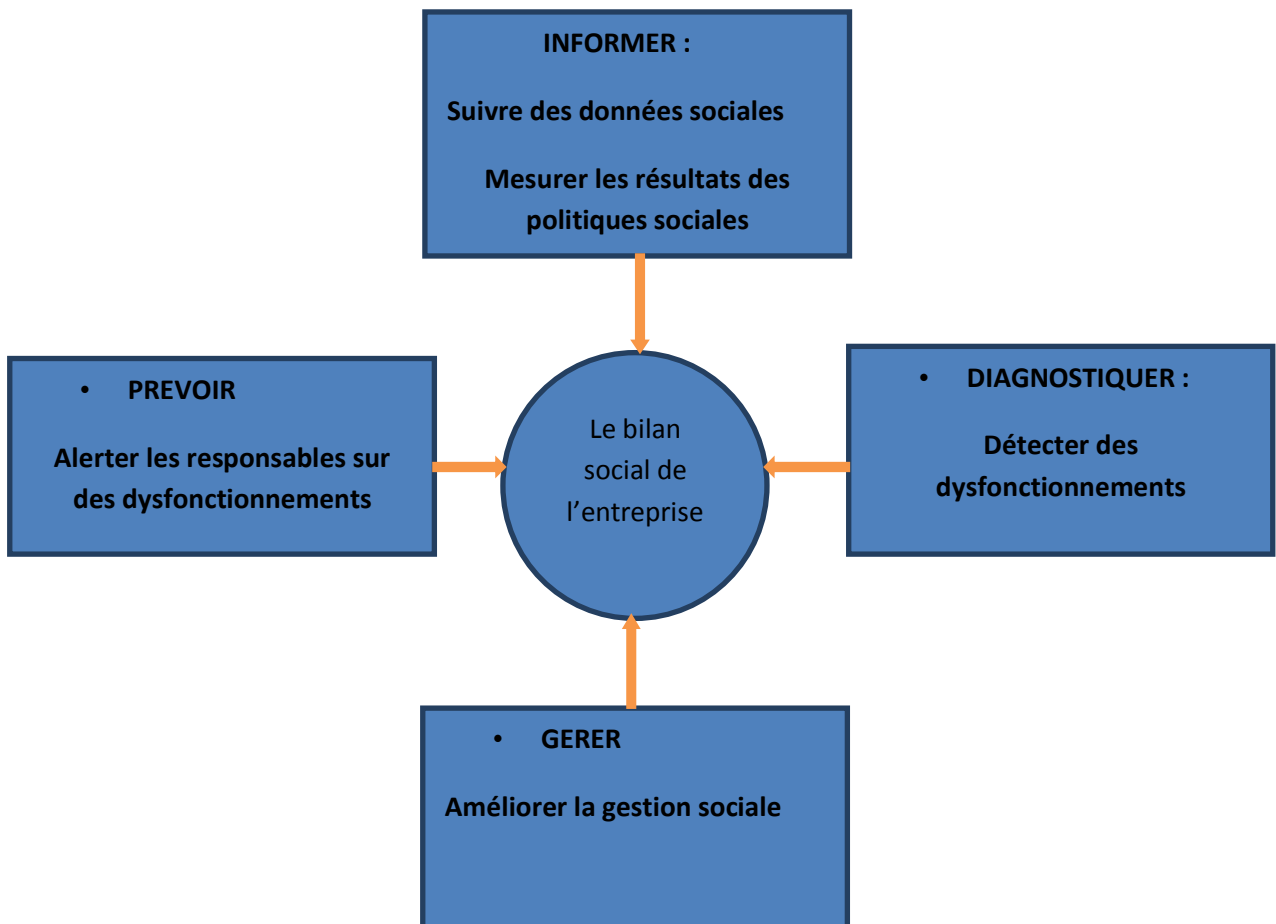 INFORMER :
Suivre des données sociales
Mesurer les résultats des
politiques sociales
• PREVOIR
Alerter les responsables sur
des dysfonctionnements
Le bilan
social de
l’entreprise
• DIAGNOSTIQUER :
Détecter des
dysfonctionnements
• GERER
Améliorer la gestion sociale